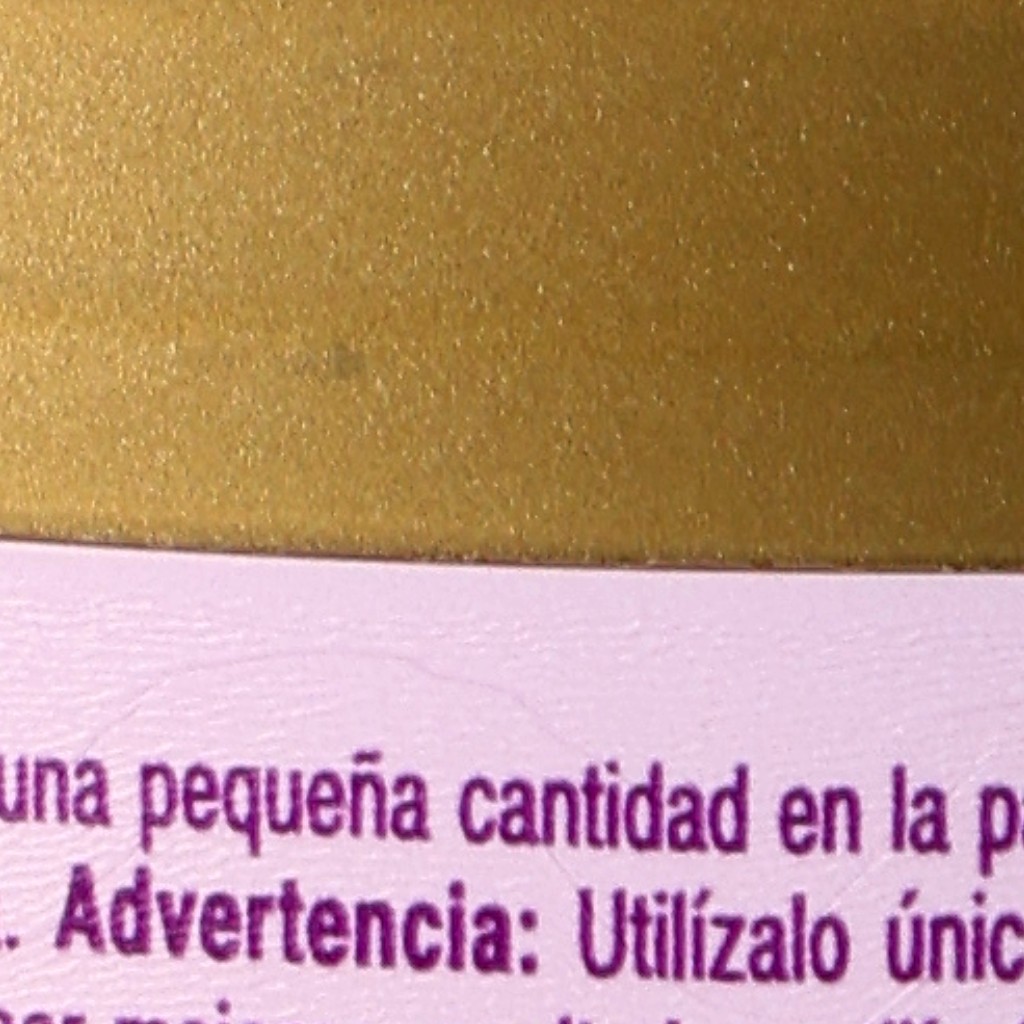 una pequeña cantidad en la
Advertencia: Utilízalo